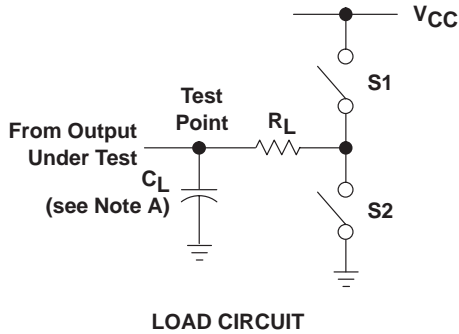 VCC
S1
Test
Point
RL
From Output
Under Test
CL
(see Note A)
S2
LOAD CIRCUIT